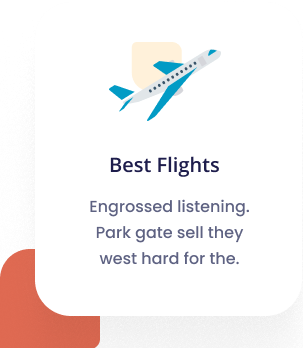 Best Flights
Engrossed listening.
Park gate sell they
west hard for the.